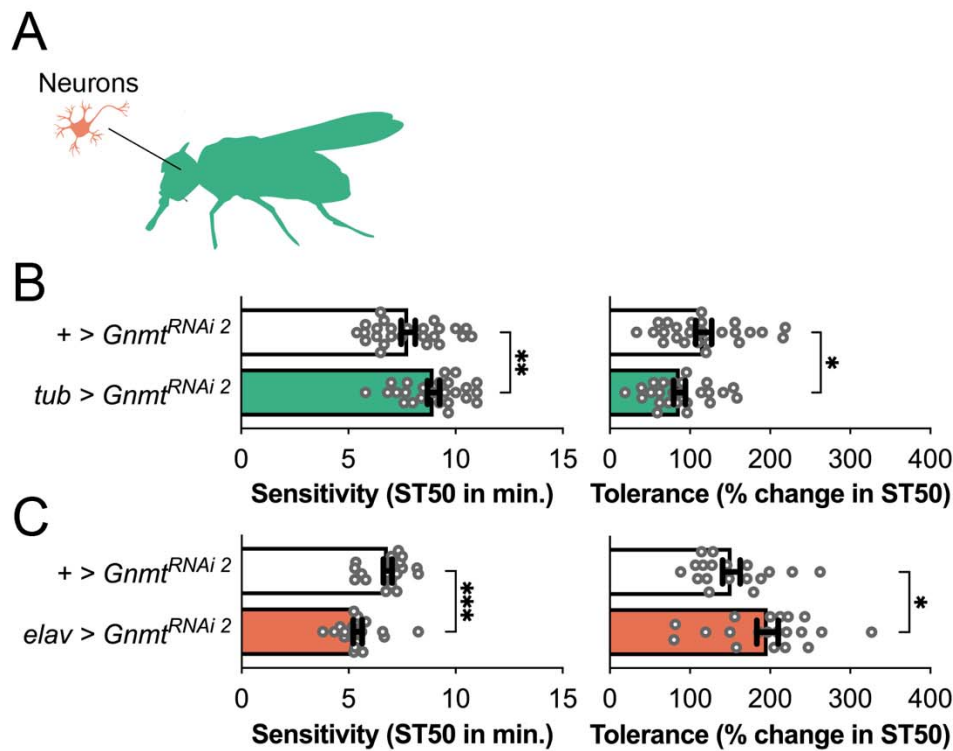 A
Neurons
B
+ > Gnmt^RNAi 2
**
*
tub > Gnmt^RNAi 2
0 5 10 15
0 100 200 300 400
Sensitivity (ST50 in min.)
Tolerance (% change in ST50)
C
+ > Gnmt^RNAi 2
***
*
elav > Gnmt^RNAi 2
0 5 10 15
0 100 200 300 400
Sensitivity (ST50 in min.)
Tolerance (% change in ST50)